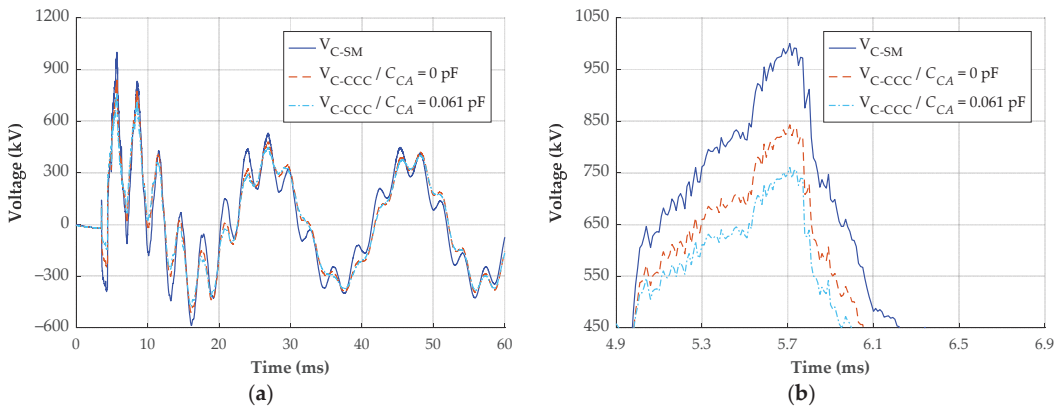 1200
900
600
300
0
−300
−600
Voltage (kV)
0
10
20
30
40
50
60
Time (ms)
V_C-SM
V_C-CCC / C_CA = 0 pF
V_C-CCC / C_CA = 0.061 pF
(a)
1050
950
850
750
650
550
450
Voltage (kV)
4.9
5.3
5.7
6.1
6.5
6.9
Time (ms)
V_C-SM
V_C-CCC / C_CA = 0 pF
V_C-CCC / C_CA = 0.061 pF
(b)